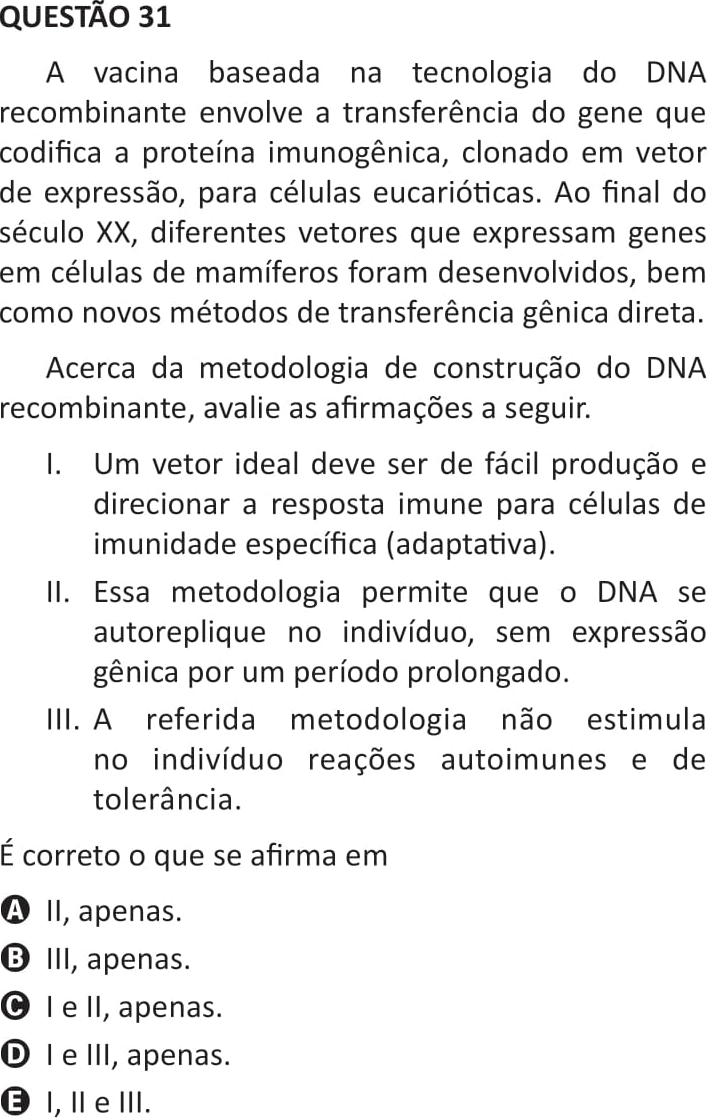 QUESTÃO 31
A vacina baseada na tecnologia do DNA
recombinante envolve a transferência do gene que
codifica a proteína imunogênica, clonado em vetor
de expressão, para células eucarióticas. Ao final do
século XX, diferentes vetores que expressam genes
em células de mamíferos foram desenvolvidos, bem
como novos métodos de transferência gênica direta.
Acerca da metodologia de construção do DNA
recombinante, avalie as afirmações a seguir.
I. Um vetor ideal deve ser de fácil produção e
direcionar a resposta imune para células de
imunidade específica (adaptativa).
II. Essa metodologia permite que o DNA se
autoreplique no indivíduo, sem expressão
gênica por um período prolongado.
III. A referida metodologia não estimula
no indivíduo reações autoimunes e de
tolerância.
É correto o que se afirma em
A II, apenas.
B III, apenas.
C I e II, apenas.
D I e III, apenas.
E I, II e III.